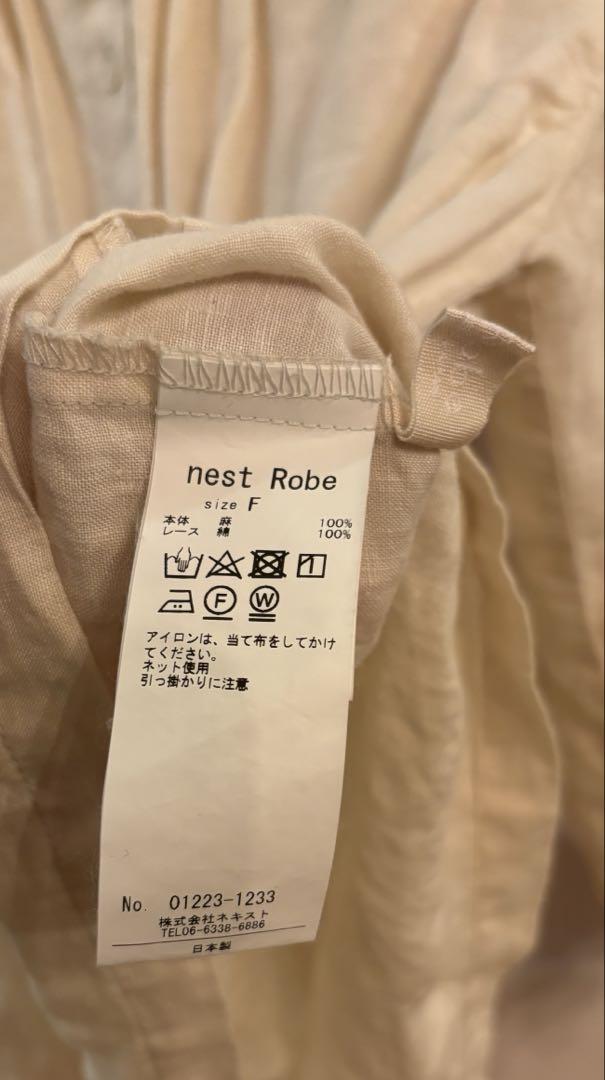 nest Robe
size F
本体 麻 100%
レース 綿 100%
F W
アイロンは、当て布をしてかけ
てください。
ネット使用
引っ掛かりに注意
No. 01223-1233
株式会社ネキスト
TEL06-6338-6886
日本製